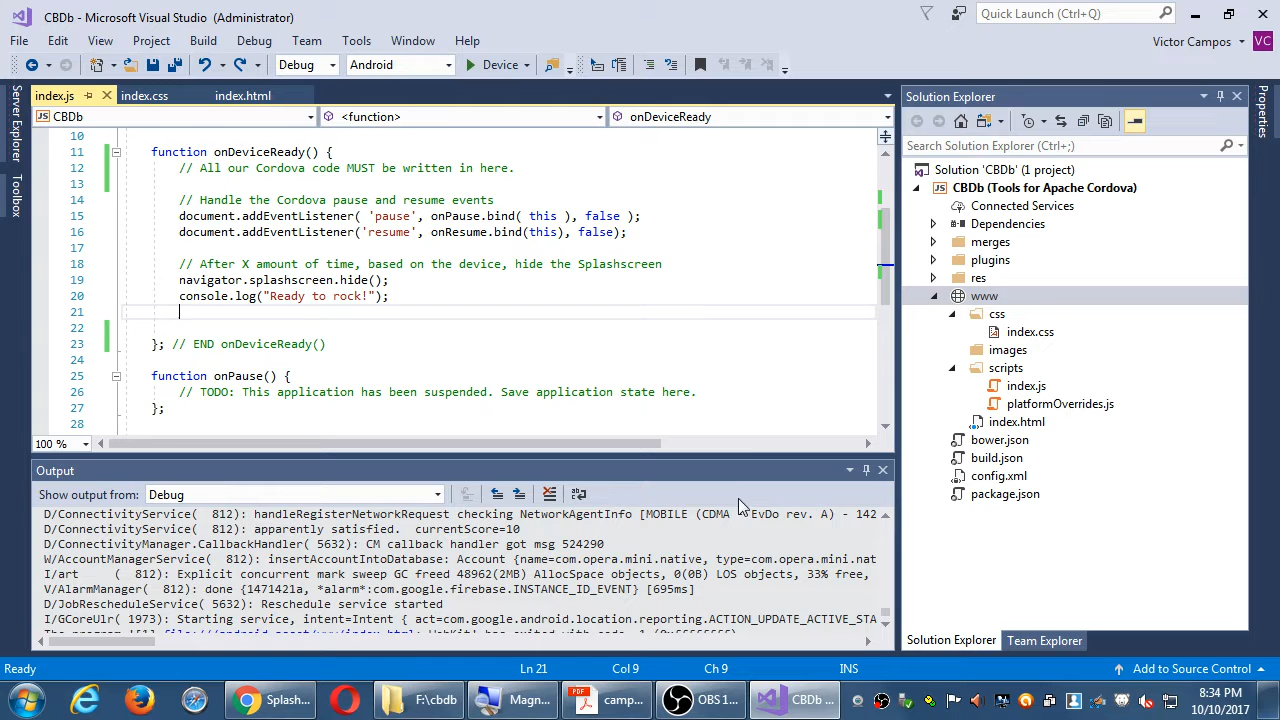 CBDb - Microsoft Visual Studio (Administrator)
Quick Launch (Ctrl+;)
File Edit View Project Build Debug Team Tools Window Help
Victor Campos VC
Debug Android Device
index.js index.css index.html
CBDb <function> onDeviceReady
Server Explorer
Toolbox
10
11 function onDeviceReady() {
12 // All our Cordova code MUST be written in here.
13
14 // Handle the Cordova pause and resume events
15 document.addEventListener( 'pause', onPause.bind( this ), false );
16 document.addEventListener('resume', onResume.bind(this), false);
17
18 // After X amount of time, based on the device, hide the Splashscreen
19 navigator.splashscreen.hide();
20 console.log("Ready to rock!");
21
22
23 }; // END onDeviceReady()
24
25 function onPause() {
26 // TODO: This application has been suspended. Save application state here.
27 };
28
100 %
Output
Show output from: Debug
D/ConnectivityService( 812): handleRegisterNetworkRequest checking NetworkAgentInfo [MOBILE (CDMA EvDo rev. A) - 142
D/ConnectivityService( 812): apparently satisfied. currentScore=10
D/ConnectivityManager.CallbackHandler( 5632): CM callback handler got msg 524290
W/AccountManagerService( 812): insertAccountIntoDatabase: Account {name=com.opera.mini.native, type=com.opera.mini.nat
I/art ( 812): Explicit concurrent mark sweep GC freed 48962(2MB) AllocSpace objects, 0(0B) LOS objects, 33% free,
V/AlarmManager( 812): done {1471421a, *alarm*:com.google.firebase.INSTANCE_ID_EVENT} [695ms]
D/JobRescheduleService( 5632): Reschedule service started
I/GCoreUlr( 1973): Starting service, intent=Intent { act=com.google.android.location.reporting.ACTION_UPDATE_ACTIVE_STA
Solution Explorer
Search Solution Explorer (Ctrl+;)
Solution 'CBDb' (1 project)
CBDb (Tools for Apache Cordova)
Connected Services
Dependencies
merges
plugins
res
www
css
index.css
images
scripts
index.js
platformOverrides.js
index.html
bower.json
build.json
config.xml
package.json
Solution Explorer Team Explorer
Properties
Ready Ln 21 Col 9 Ch 9 INS Add to Source Control
Splash... F:\cbdb Magn... camp... OBS 1... CBDb ...
8:34 PM
10/10/2017